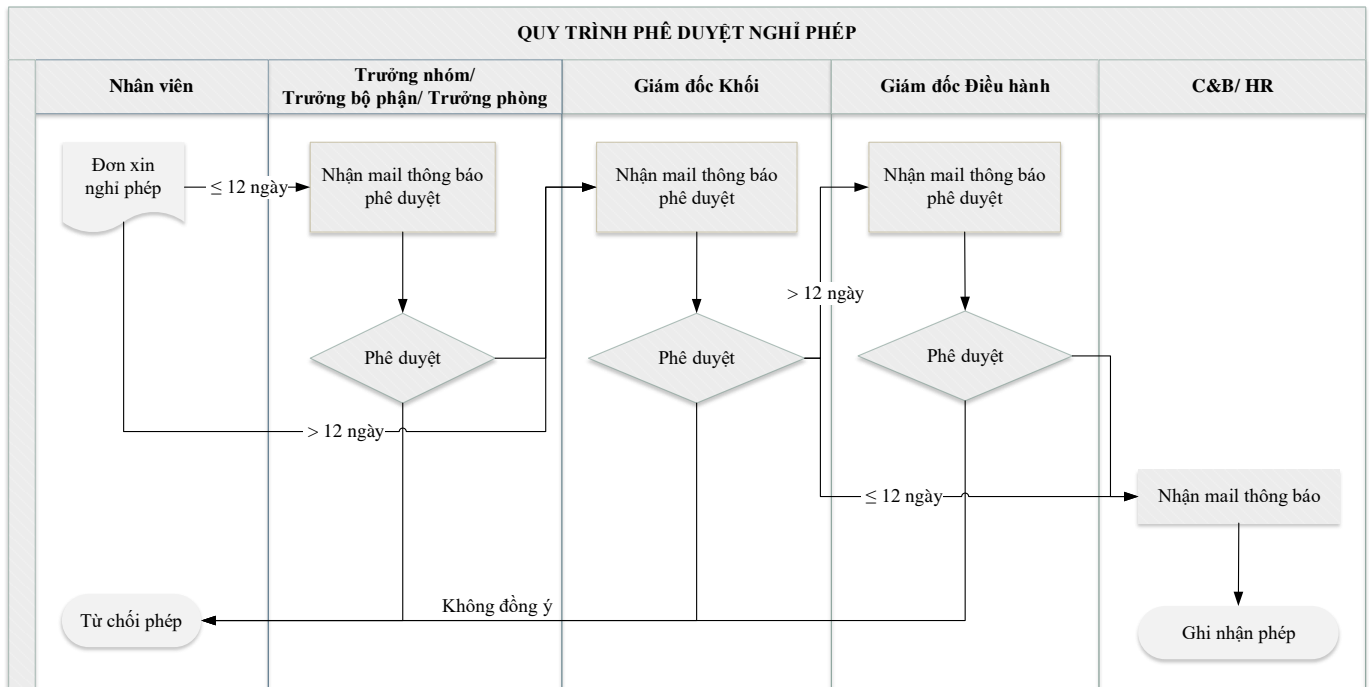 QUY TRÌNH PHÊ DUYỆT NGHỈ PHÉP
Nhân viên
Trưởng nhóm/
Trưởng bộ phận/ Trưởng phòng
Giám đốc Khối
Giám đốc Điều hành
C&B/ HR
Đơn xin
nghỉ phép
≤ 12 ngày
Nhận mail thông báo
phê duyệt
Nhận mail thông báo
phê duyệt
Nhận mail thông báo
phê duyệt
> 12 ngày
Phê duyệt
Phê duyệt
Phê duyệt
> 12 ngày
≤ 12 ngày
Nhận mail thông báo
Không đồng ý
Từ chối phép
Ghi nhận phép